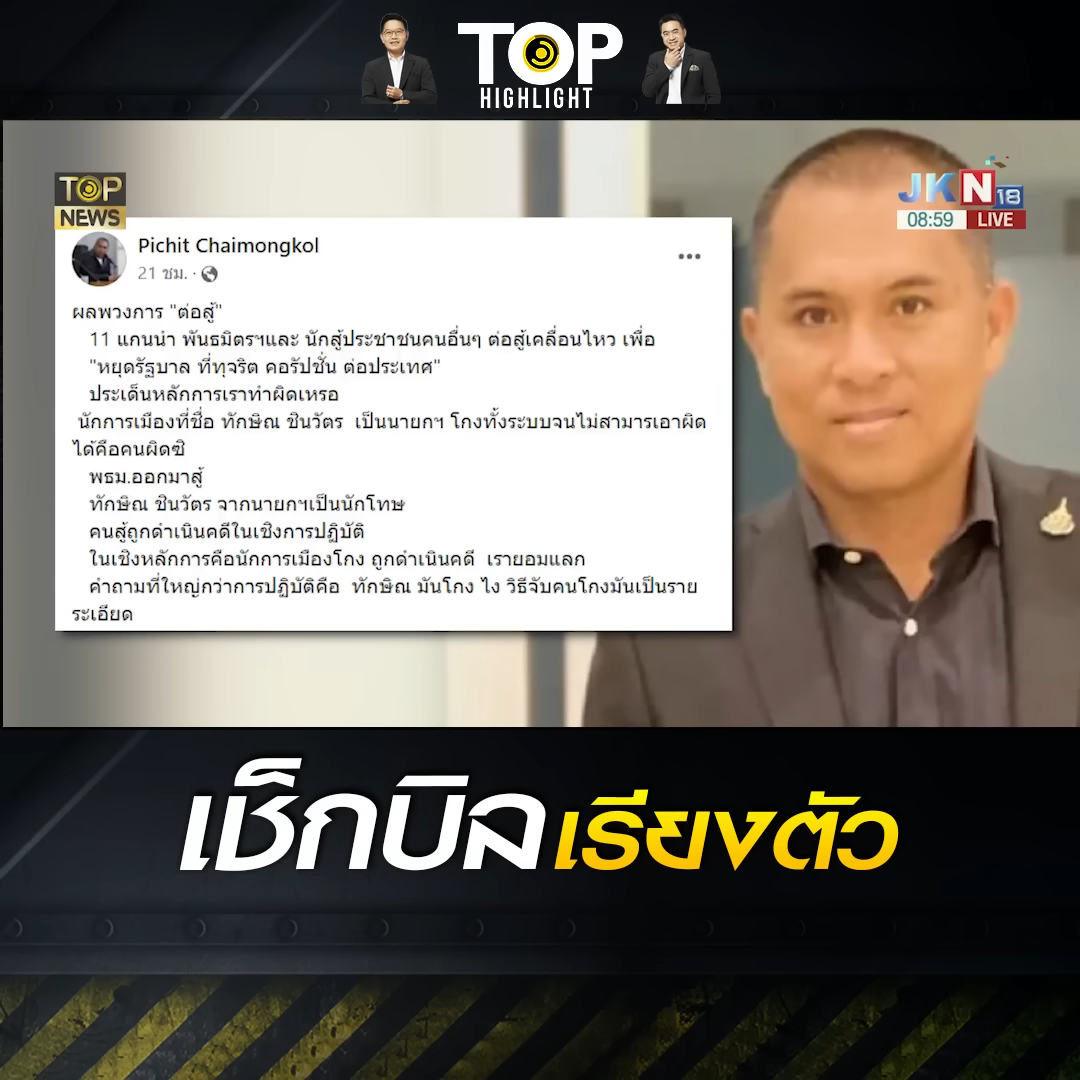 TOP
HIGHLIGHT
TOP
NEWS
JKN18
08:59 LIVE
Pichit Chaimongkol
21 ชม.
ผลพวงการ "ต่อสู้"
11 แกนนำ พันธมิตรฯและ นักสู้ประชาชนคนอื่นๆ ต่อสู้เคลื่อนไหว เพื่อ
"หยุดรัฐบาล ที่ทุจริต คอรัปชั่น ต่อประเทศ"
ประเด็นหลักการเราทำผิดเหรอ
นักการเมืองที่ชื่อ ทักษิณ ชินวัตร เป็นนายกฯ โกงทั้งระบบจนไม่สามารเอาผิด
ได้คือคนผิดซิ
พธม.ออกมาสู้
ทักษิณ ชินวัตร จากนายกฯเป็นนักโทษ
คนสู้ถูกดำเนินคดีในเชิงการปฏิบัติ
ในเชิงหลักการคือนักการเมืองโกง ถูกดำเนินคดี เรายอมแลก
คำถามที่ใหญ่กว่าการปฏิบัติคือ ทักษิณ มันโกง ไง วิธีจับคนโกงมันเป็นราย
ระเอียด
เช็กบิลเรียงตัว